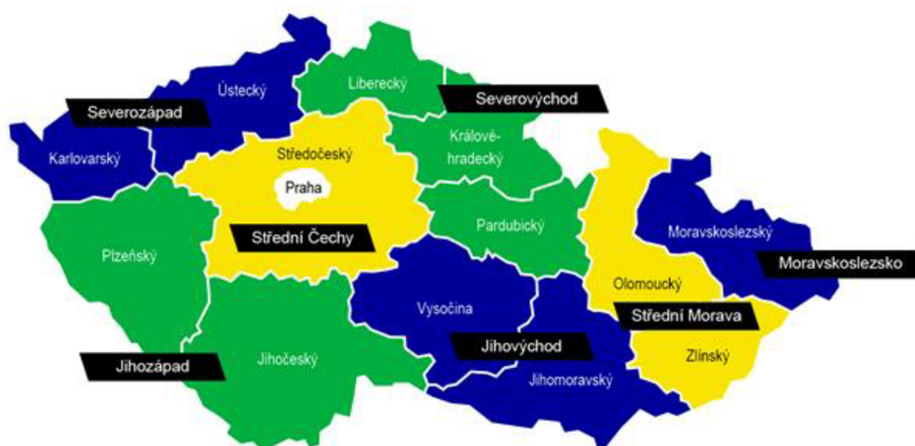 Liberecký
Ústecký
Severovýchod
Severozápad
Králové-
hradecký
Středočeský
Karlovarský
Praha
Pardubický
Moravskoslezský
Střední Čechy
Plzeňský
Moravskoslezsko
Olomoucký
Vysočina
Střední Morava
Jihovýchod
Zlínský
Jihočeský
Jihozápad
Jihomoravský